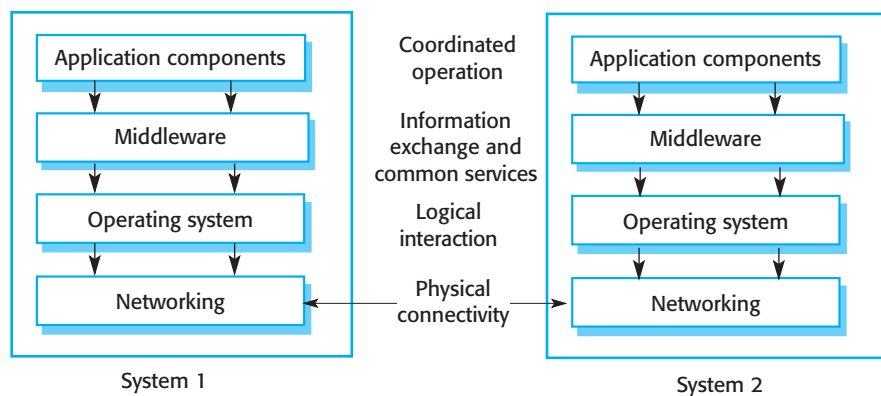 Application components
Middleware
Operating system
Networking
System 1
Coordinated
operation
Information
exchange and
common services
Logical
interaction
Physical
connectivity
Application components
Middleware
Operating system
Networking
System 2